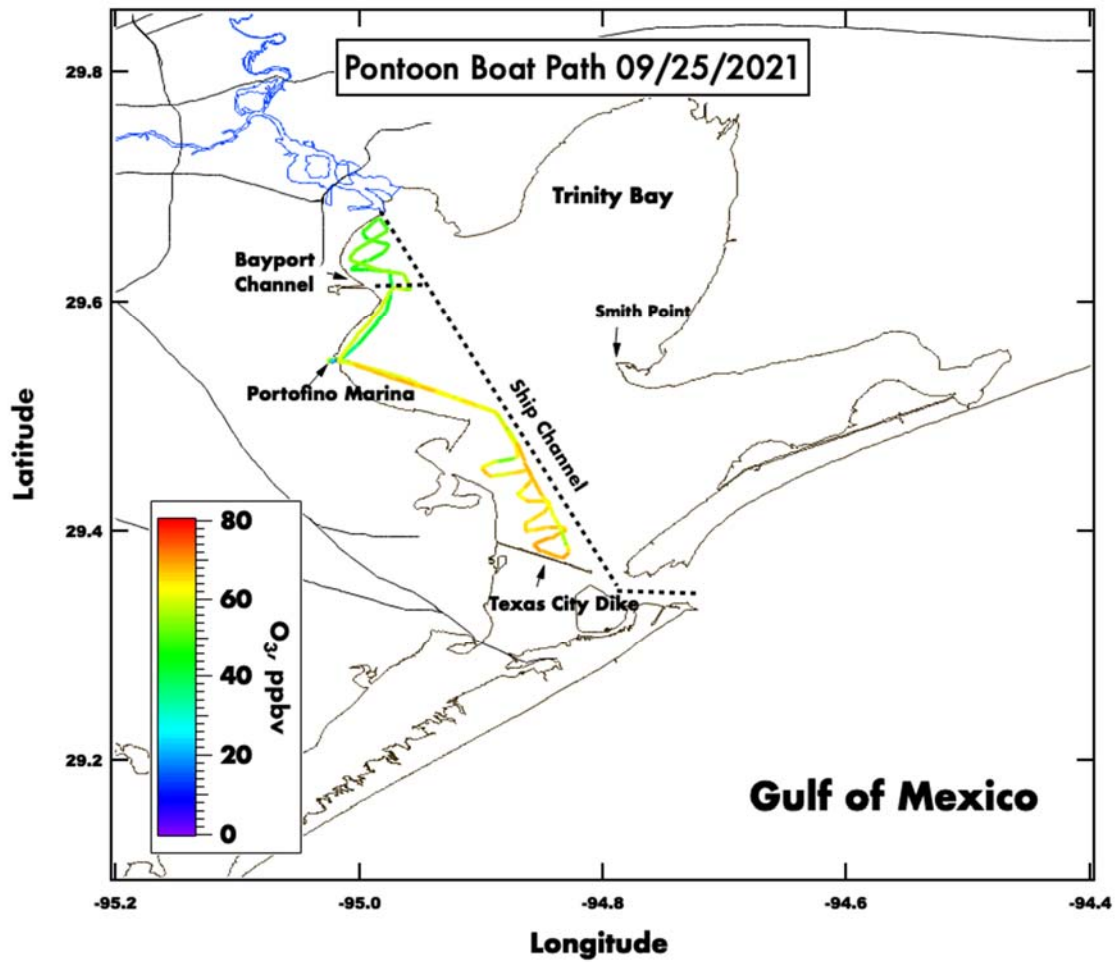 Pontoon Boat Path 09/25/2021
29.8
29.6
29.4
29.2
Latitude
Trinity Bay
Bayport
Channel
Smith Point
Portofino Marina
Ship Channel
Texas City Dike
80
60
40
20
0
O₃, ppbv
Gulf of Mexico
-95.2
-95.0
-94.8
-94.6
-94.4
Longitude